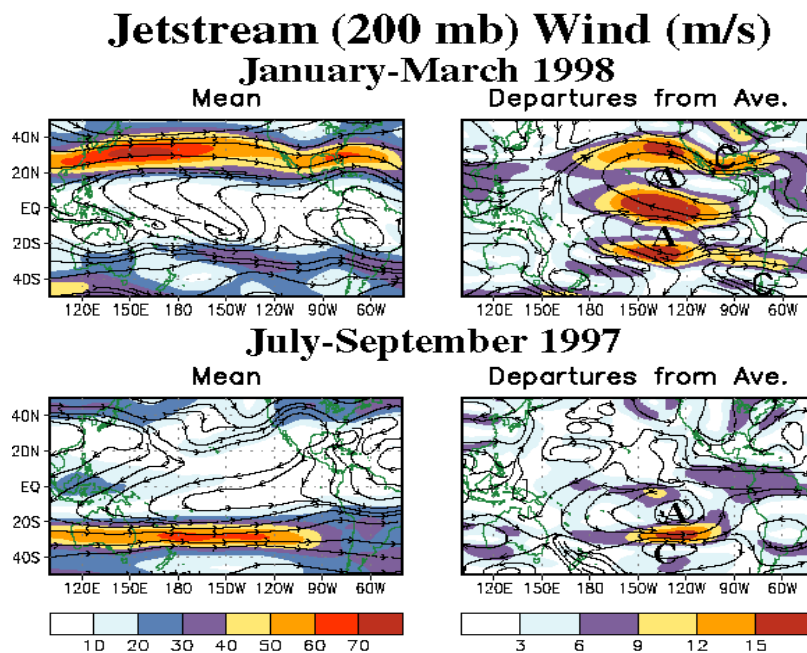 Jetstream (200 mb) Wind (m/s)
January-March 1998
Mean
Departures from Ave.
40N
20N
EQ
20S
40S
C
A
A
C
120E 150E 180 150W 120W 90W 60W
120E 150E 180 150W 120W 90W 60W
July-September 1997
Mean
Departures from Ave.
40N
20N
EQ
20S
40S
A
C
120E 150E 180 150W 120W 90W 60W
120E 150E 180 150W 120W 90W 60W
10 20 30 40 50 60 70
3 6 9 12 15